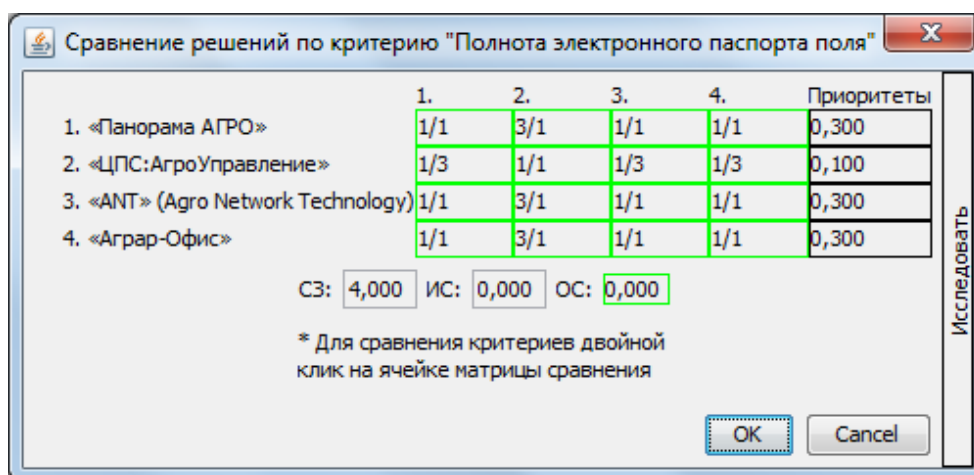 Сравнение решений по критерию "Полнота электронного паспорта поля"
1. 2. 3. 4. Приоритеты
1. «Панорама АГРО» 1/1 3/1 1/1 1/1 0,300
2. «ЦПС:АгроУправление» 1/3 1/1 1/3 1/3 0,100
3. «ANT» (Agro Network Technology) 1/1 3/1 1/1 1/1 0,300
4. «Аграр-Офис» 1/1 3/1 1/1 1/1 0,300
СЗ: 4,000 ИС: 0,000 ОС: 0,000
* Для сравнения критериев двойной
клик на ячейке матрицы сравнения
OK Cancel
Исследовать